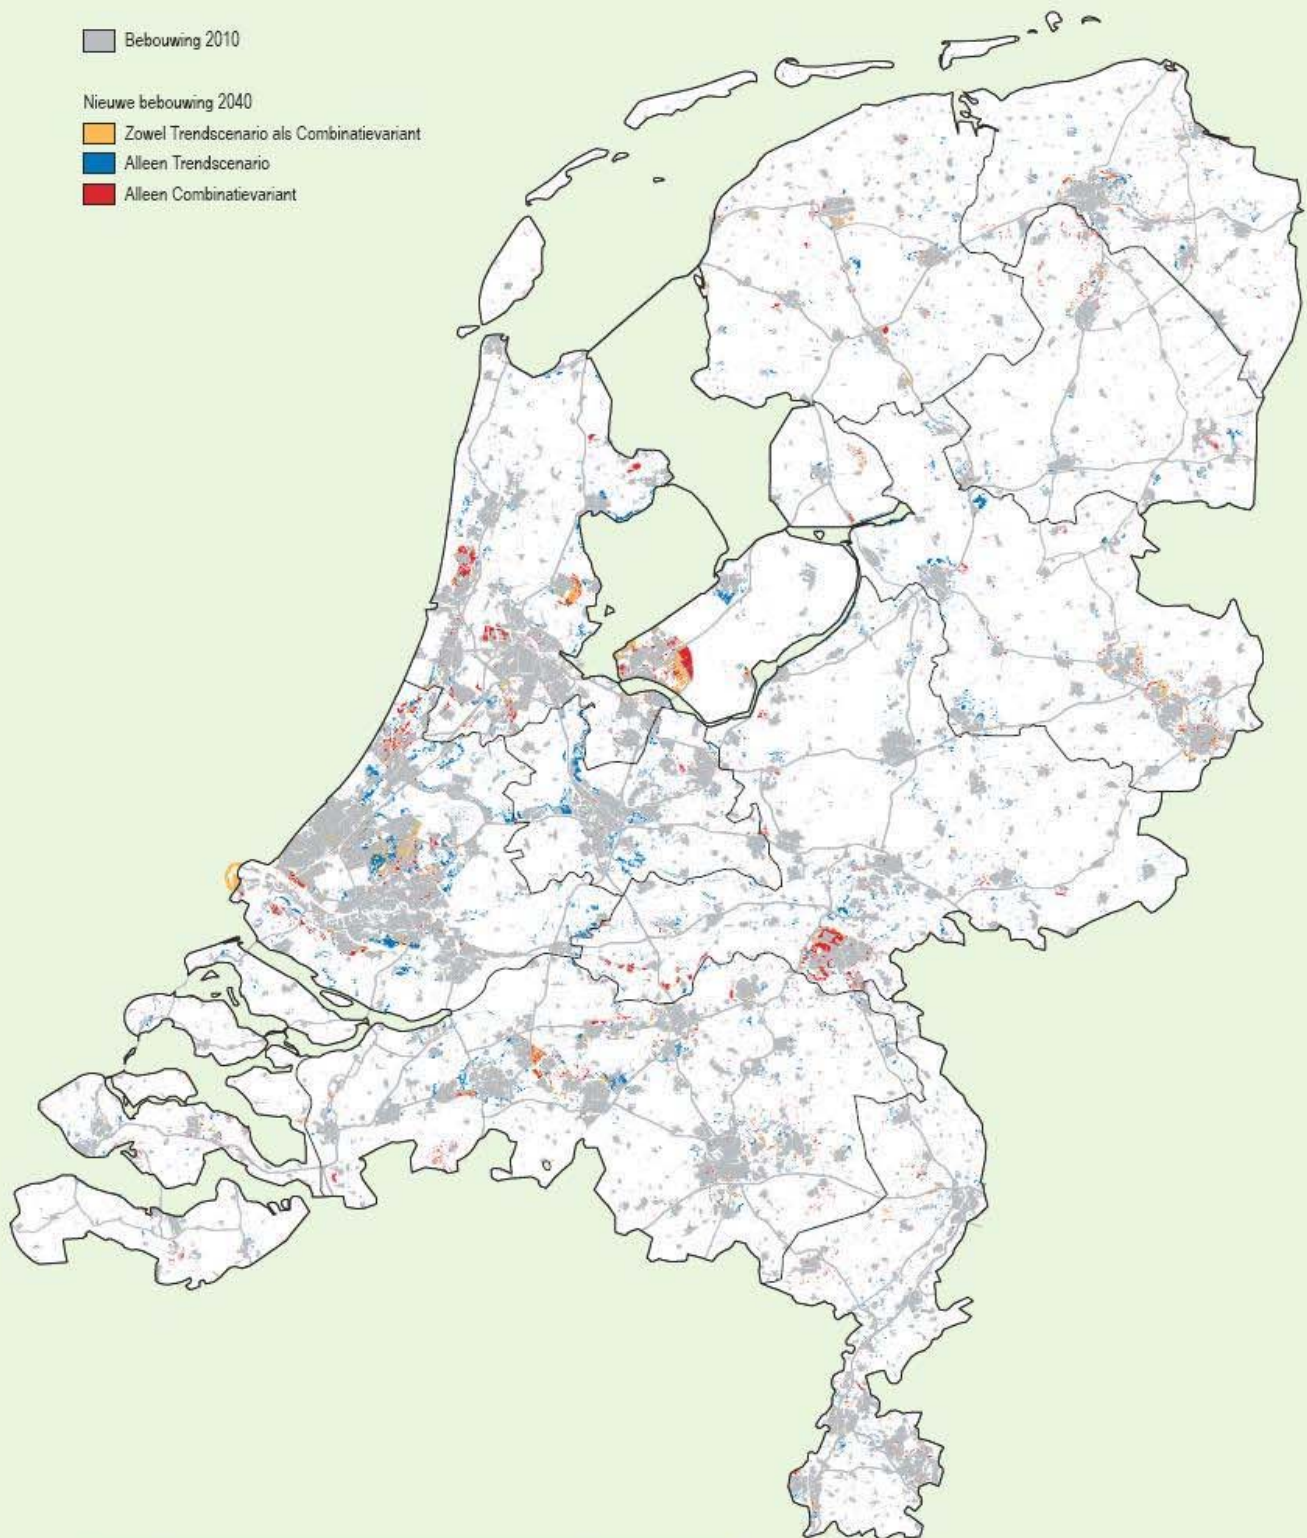 Bebouwing 2010
Nieuwe bebouwing 2040
Zowel Trendscenario als Combinatievariant
Alleen Trendscenario
Alleen Combinatievariant